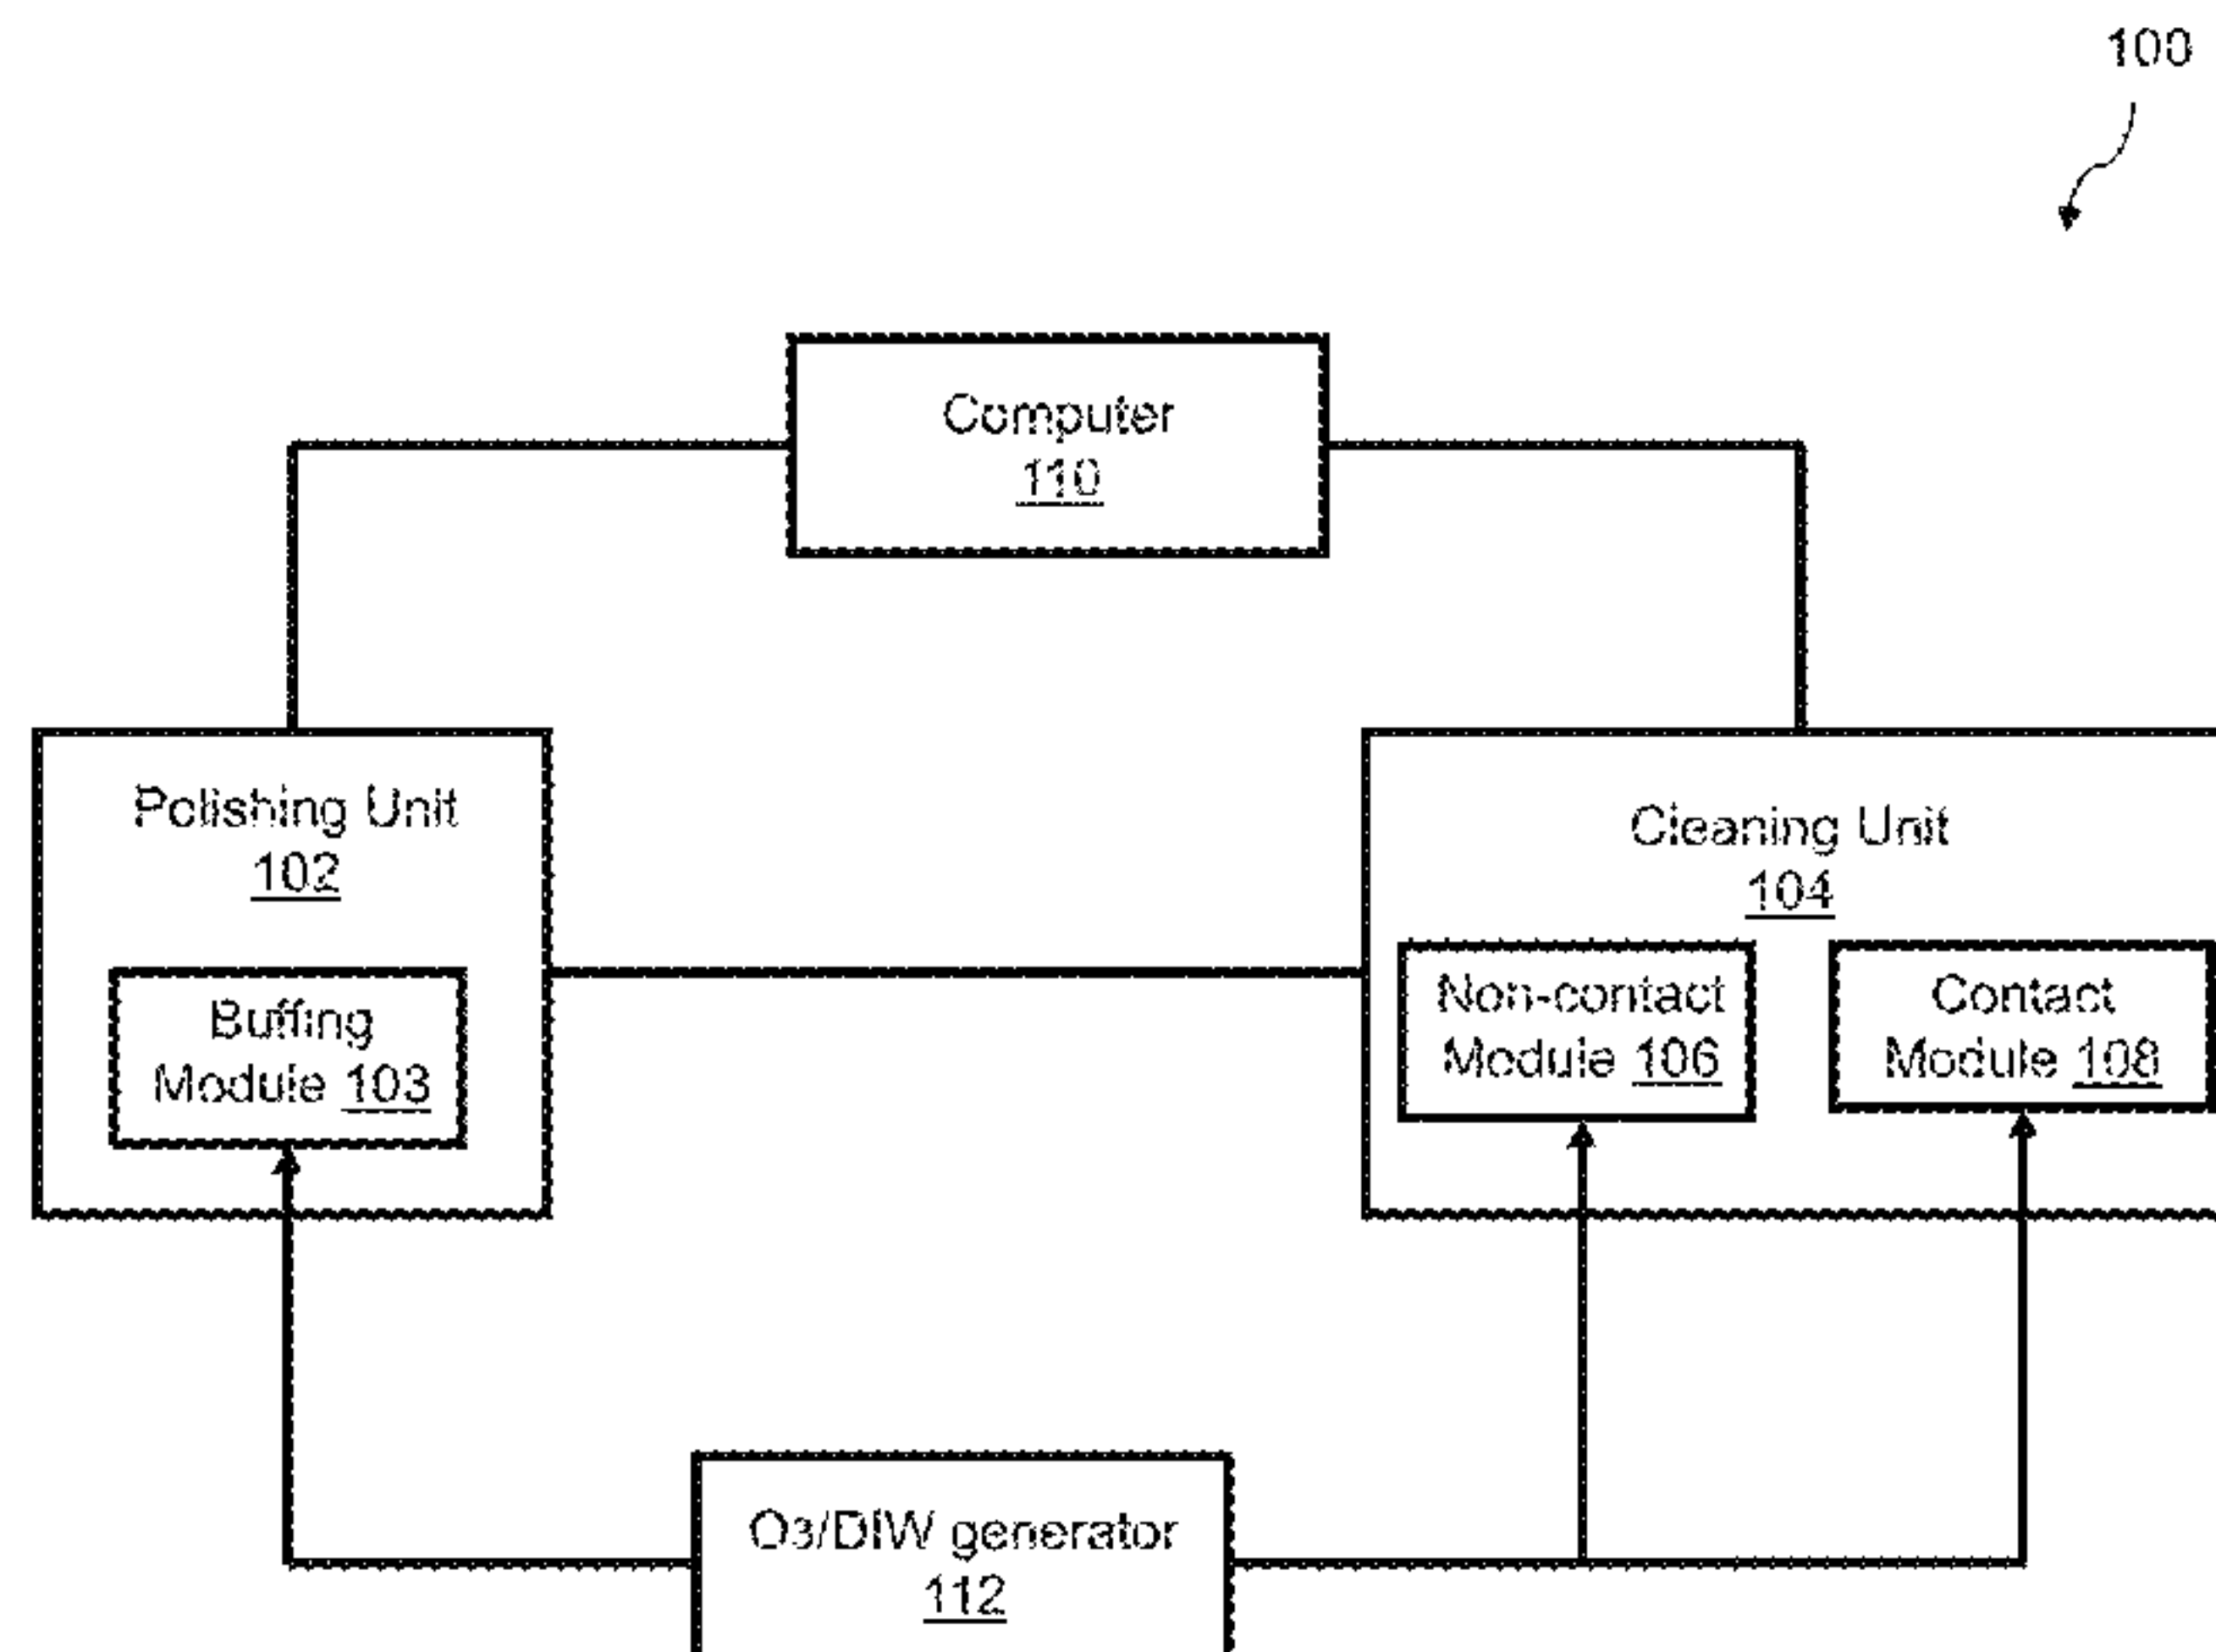 100
Computer
110
Polishing Unit
102
Buffing
Module 103
Cleaning Unit
104
Non-contact
Module 106
Contact
Module 108
O3/DIW generator
112